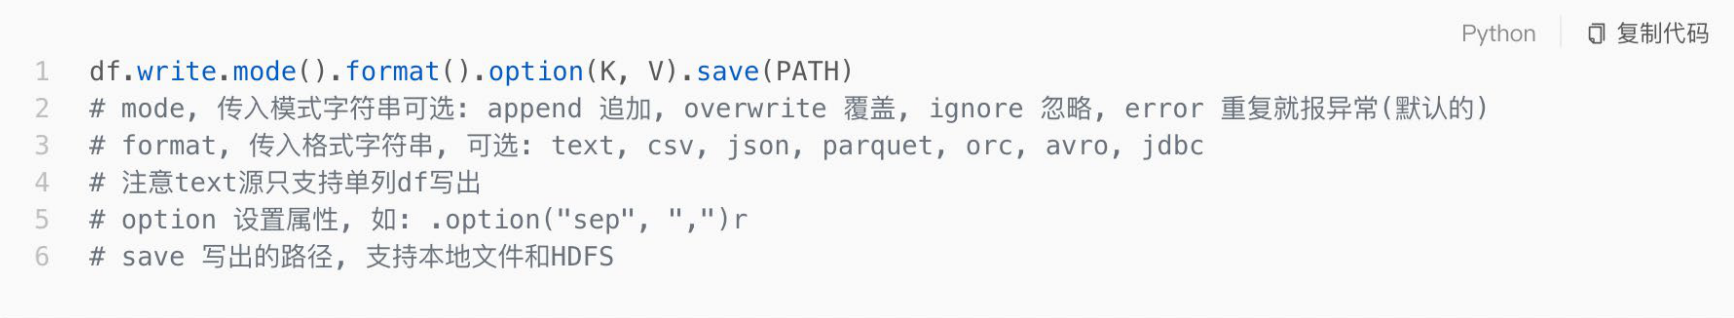 Python 复制代码
1 df.write.mode().format().option(K, V).save(PATH)
2 # mode, 传入模式字符串可选: append 追加, overwrite 覆盖, ignore 忽略, error 重复就报异常(默认的)
3 # format, 传入格式字符串, 可选: text, csv, json, parquet, orc, avro, jdbc
4 # 注意text源只支持单列df写出
5 # option 设置属性, 如: .option("sep", ",")r
6 # save 写出的路径, 支持本地文件和HDFS